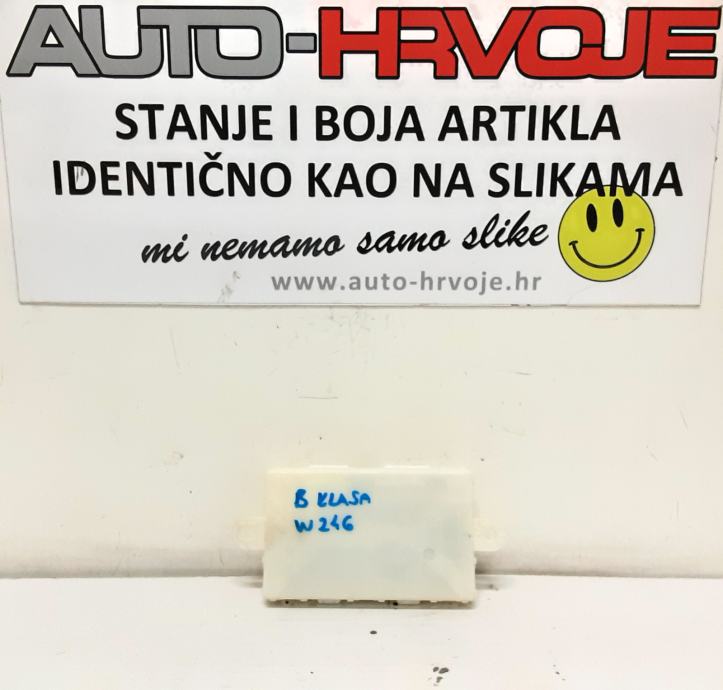 AUTO-HRVOJE
STANJE I BOJA ARTIKLA
IDENTIČNO KAO NA SLIKAMA
mi nemamo samo slike
www.auto-hrvoje.hr
B KLASA
W246